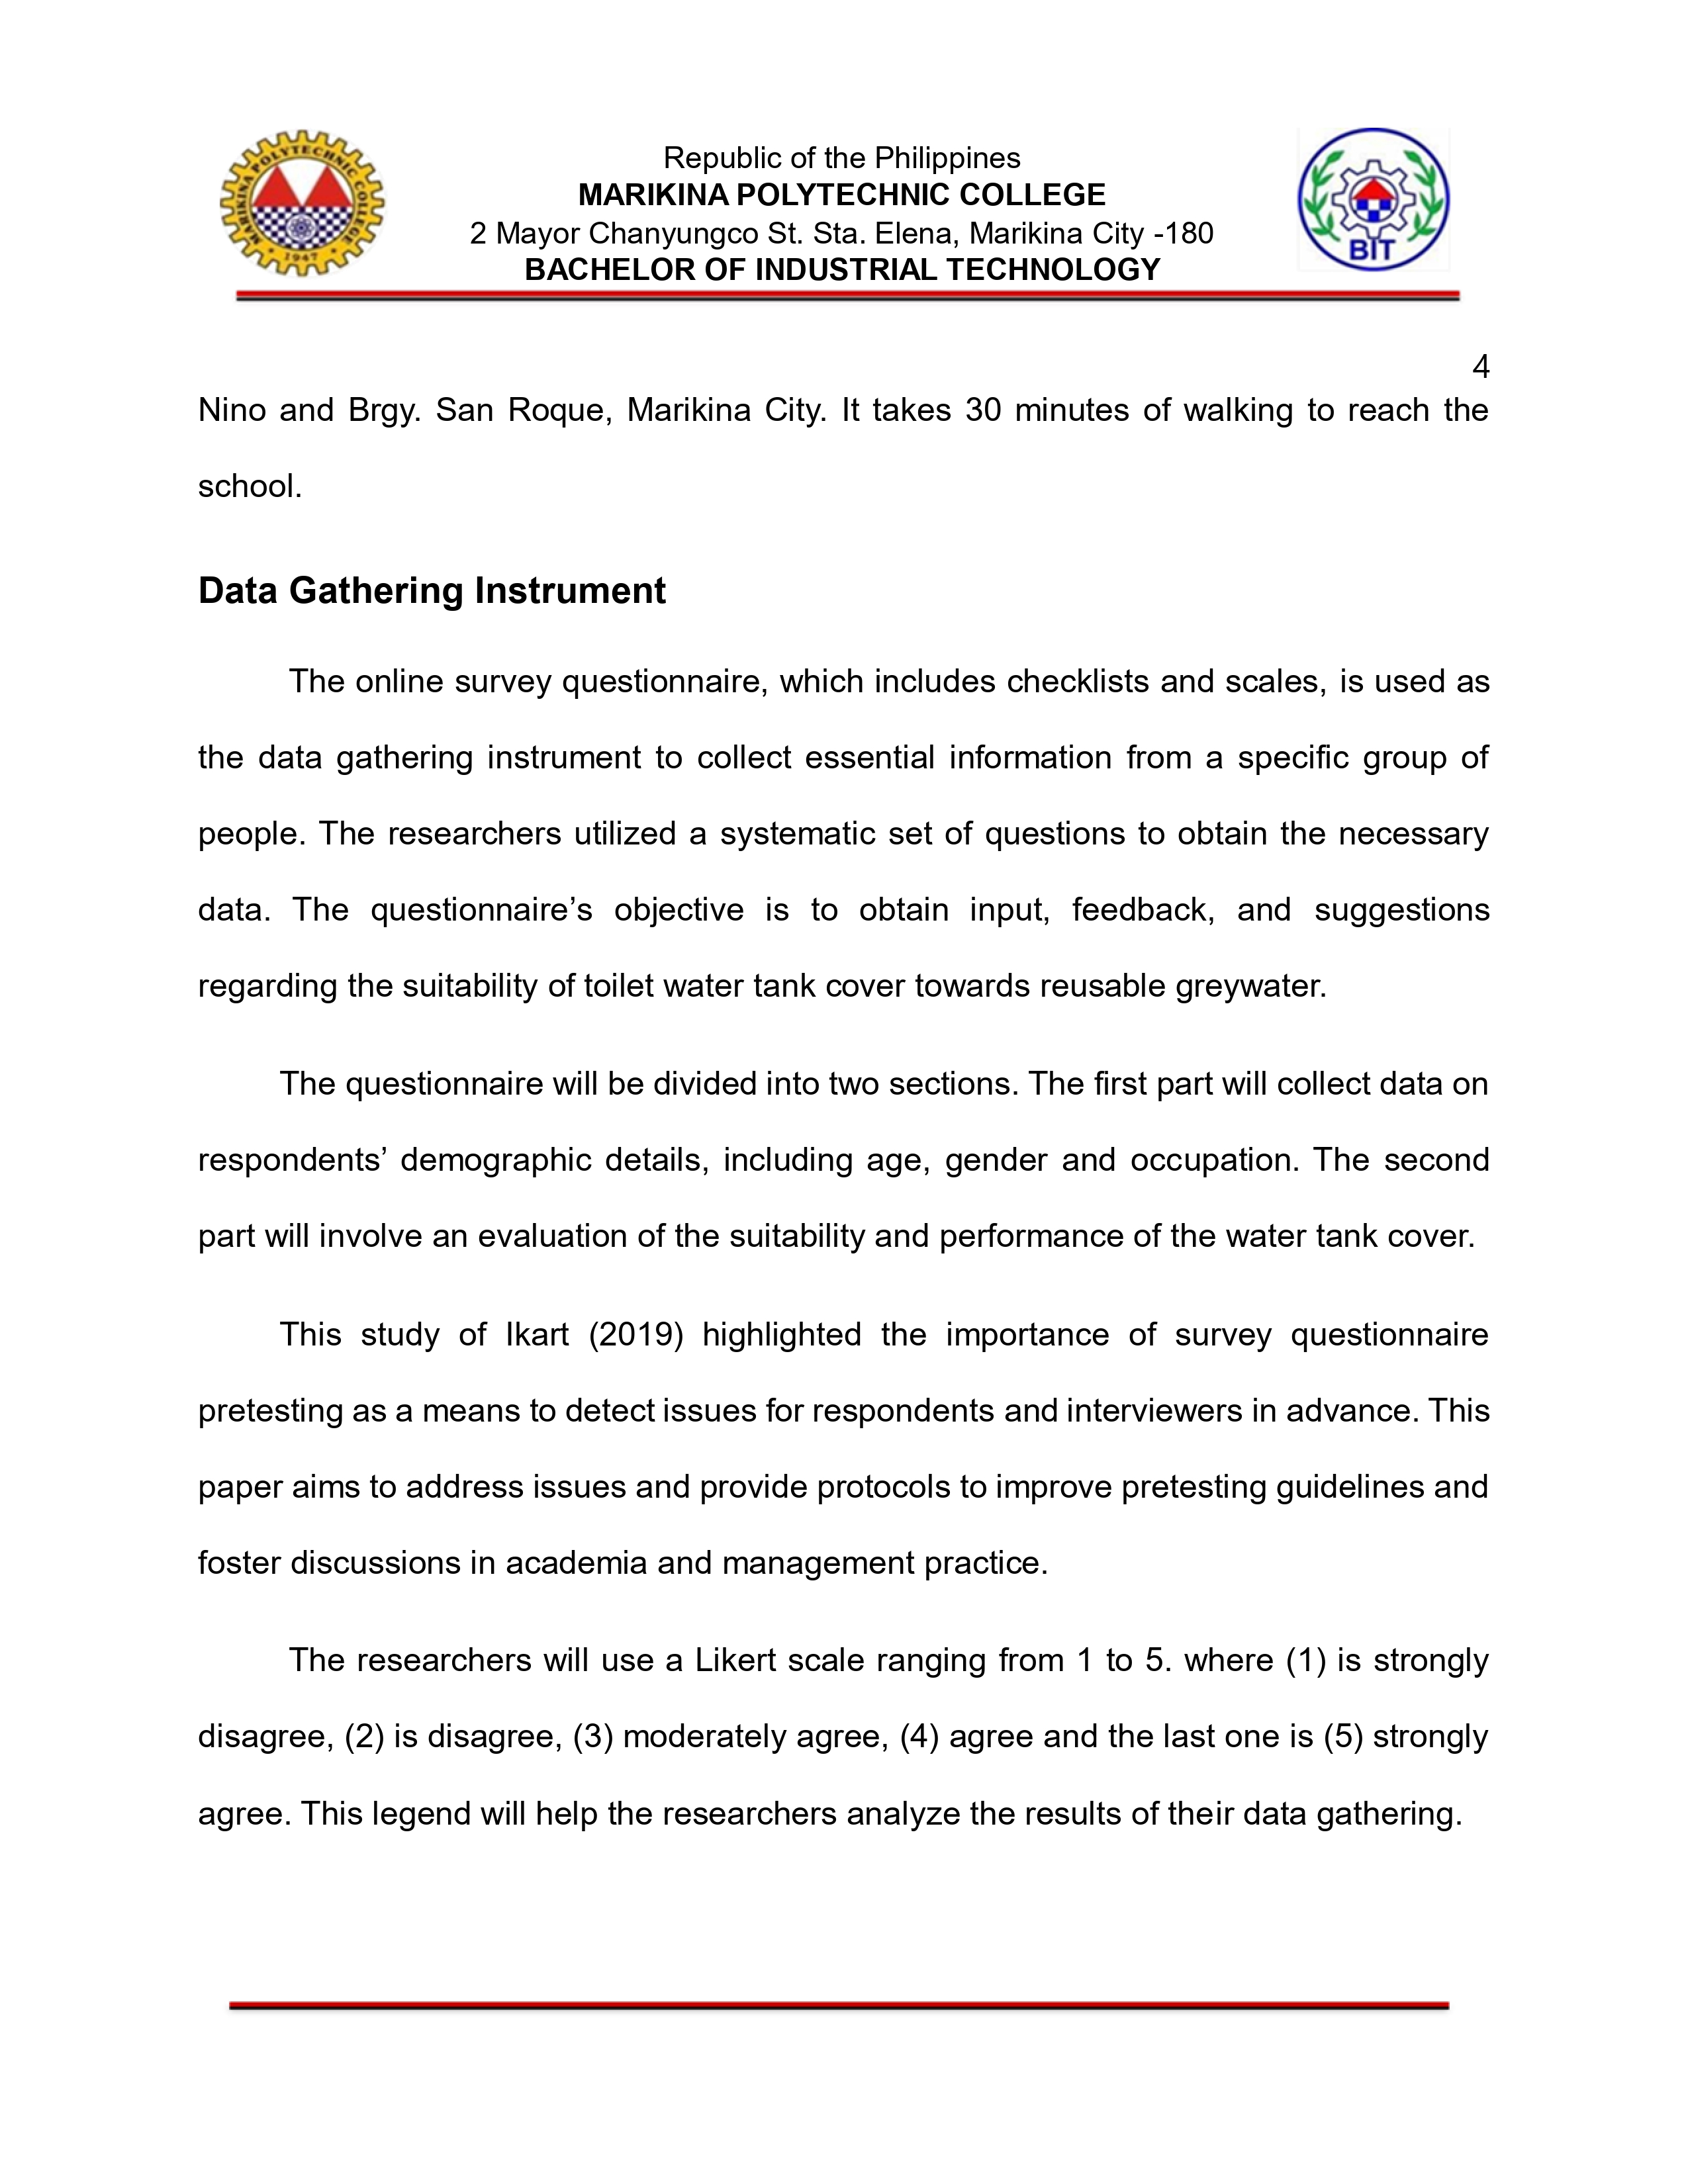 Republic of the Philippines
MARIKINA POLYTECHNIC COLLEGE
2 Mayor Chanyungco St. Sta. Elena, Marikina City -180
BACHELOR OF INDUSTRIAL TECHNOLOGY
MARIKINA POLYTECHNIC COLLEGE
1947
BIT
4
Nino and Brgy. San Roque, Marikina City. It takes 30 minutes of walking to reach the
school.
Data Gathering Instrument
The online survey questionnaire, which includes checklists and scales, is used as
the data gathering instrument to collect essential information from a specific group of
people. The researchers utilized a systematic set of questions to obtain the necessary
data. The questionnaire’s objective is to obtain input, feedback, and suggestions
regarding the suitability of toilet water tank cover towards reusable greywater.
The questionnaire will be divided into two sections. The first part will collect data on
respondents’ demographic details, including age, gender and occupation. The second
part will involve an evaluation of the suitability and performance of the water tank cover.
This study of Ikart (2019) highlighted the importance of survey questionnaire
pretesting as a means to detect issues for respondents and interviewers in advance. This
paper aims to address issues and provide protocols to improve pretesting guidelines and
foster discussions in academia and management practice.
The researchers will use a Likert scale ranging from 1 to 5. where (1) is strongly
disagree, (2) is disagree, (3) moderately agree, (4) agree and the last one is (5) strongly
agree. This legend will help the researchers analyze the results of their data gathering.